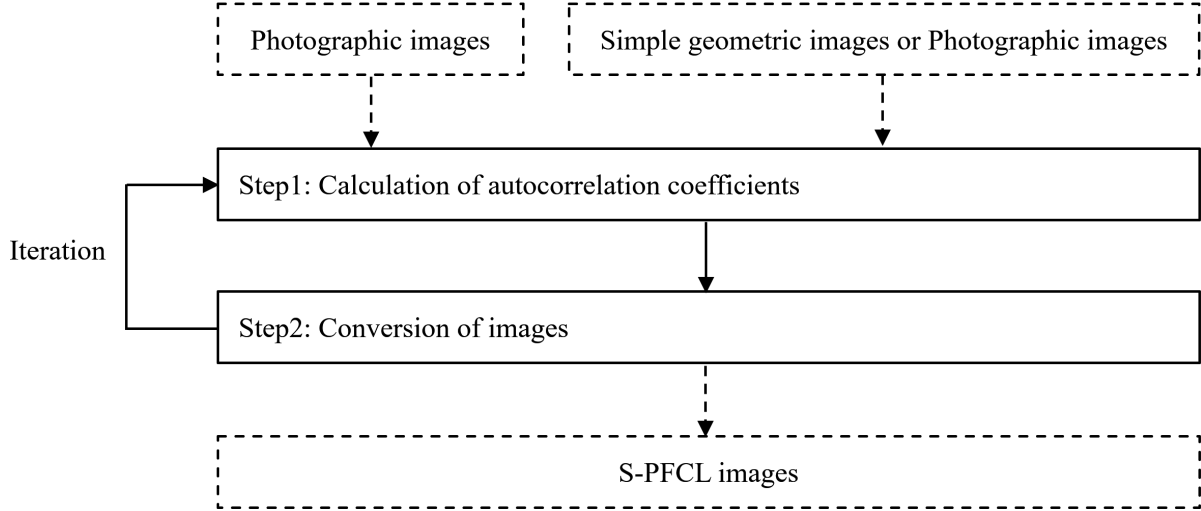 Photographic images
Simple geometric images or Photographic images
Step1: Calculation of autocorrelation coefficients
Iteration
Step2: Conversion of images
S-PFCL images